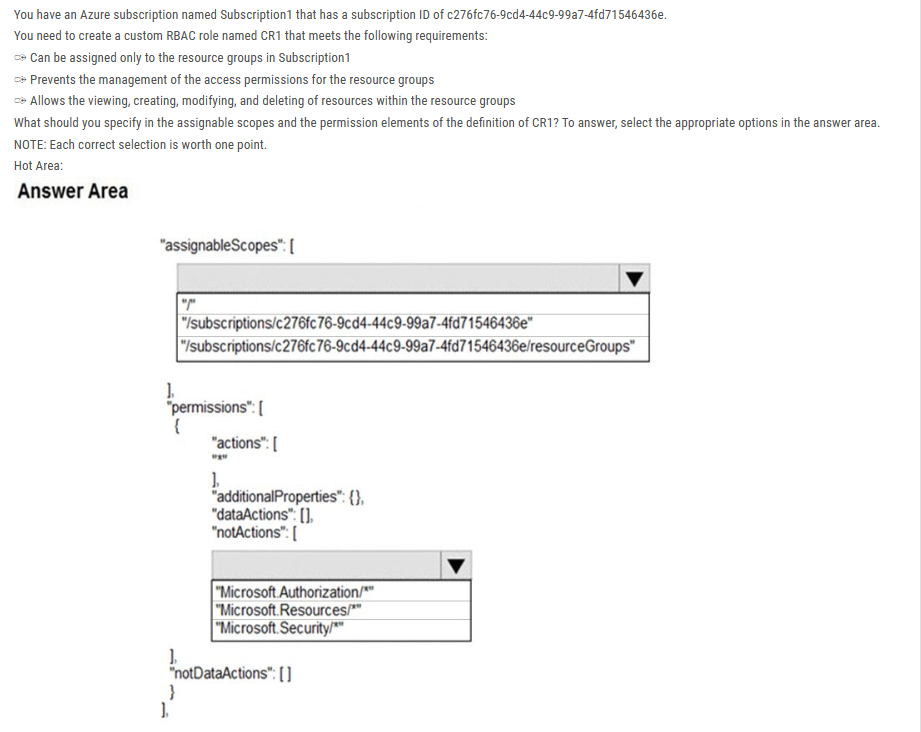 You have an Azure subscription named Subscription1 that has a subscription ID of c276fc76-9cd4-44c9-99a7-4fd71546436e.
You need to create a custom RBAC role named CR1 that meets the following requirements:
Can be assigned only to the resource groups in Subscription1
Prevents the management of the access permissions for the resource groups
Allows the viewing, creating, modifying, and deleting of resources within the resource groups
What should you specify in the assignable scopes and the permission elements of the definition of CR1? To answer, select the appropriate options in the answer area.
NOTE: Each correct selection is worth one point.
Hot Area:
Answer Area
"assignableScopes": [
"/"
"/subscriptions/c276fc76-9cd4-44c9-99a7-4fd71546436e"
"/subscriptions/c276fc76-9cd4-44c9-99a7-4fd71546436e/resourceGroups"
],
"permissions": [
{
"actions": [
"*"
],
"additionalProperties": {},
"dataActions": [],
"notActions": [
"Microsoft.Authorization/*"
"Microsoft.Resources/*"
"Microsoft.Security/*"
],
"notDataActions": [ ]
}
],